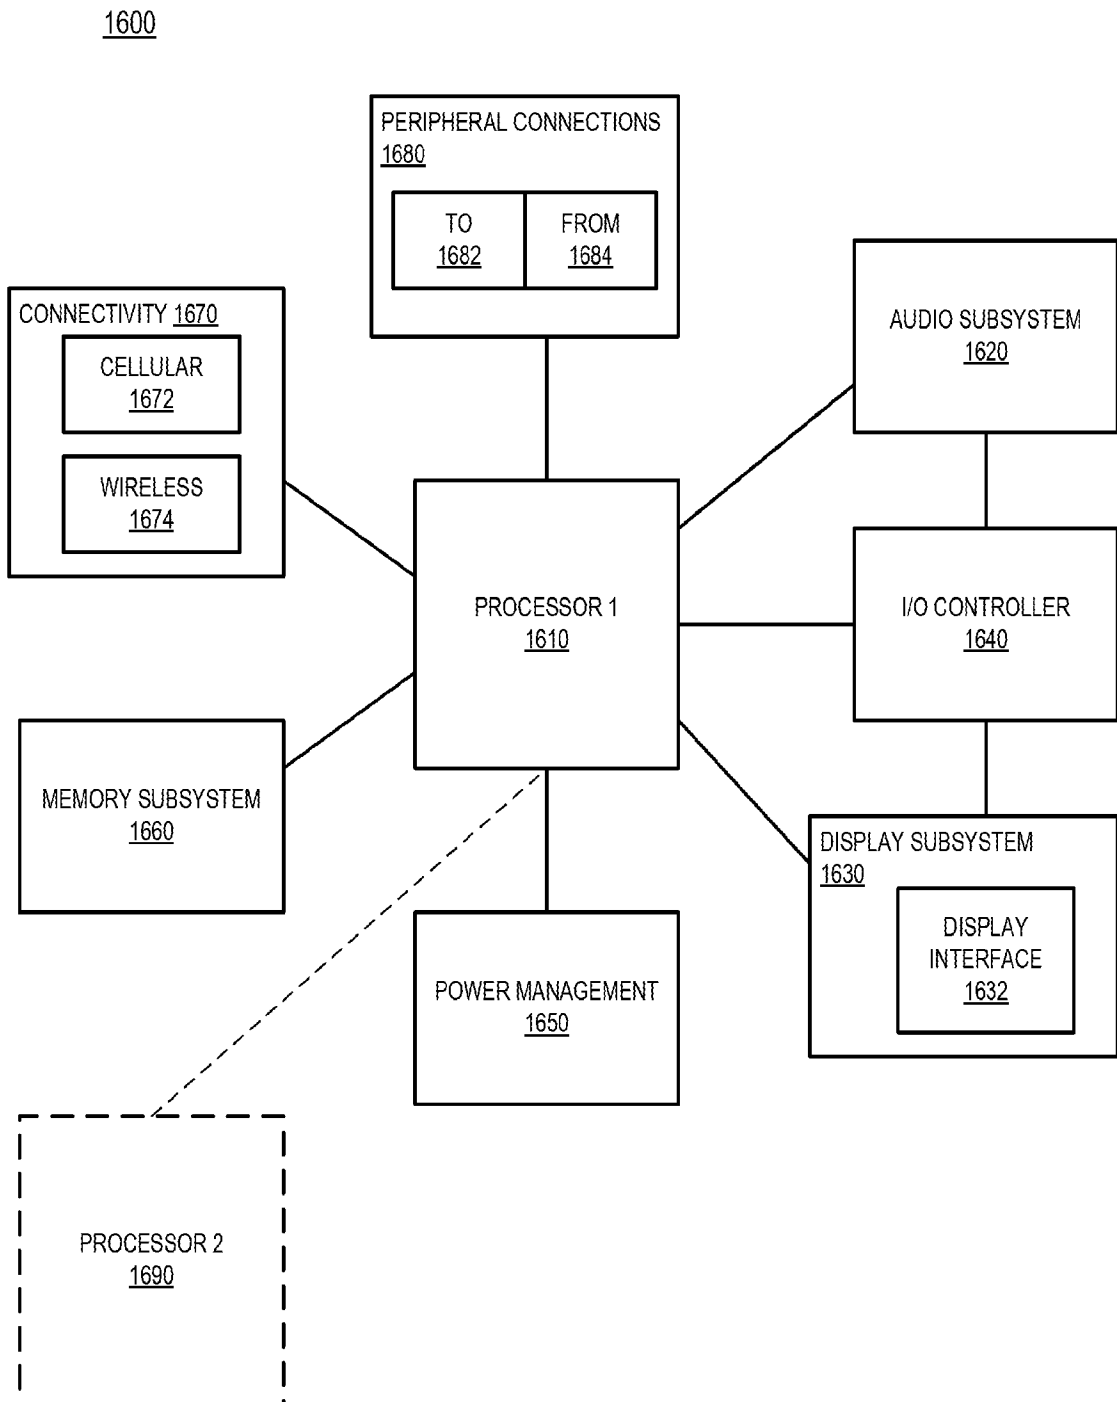 1600
PERIPHERAL CONNECTIONS
1680
TO
1682
FROM
1684
CONNECTIVITY 1670
CELLULAR
1672
WIRELESS
1674
AUDIO SUBSYSTEM
1620
PROCESSOR 1
1610
I/O CONTROLLER
1640
MEMORY SUBSYSTEM
1660
DISPLAY SUBSYSTEM
1630
DISPLAY
INTERFACE
1632
POWER MANAGEMENT
1650
PROCESSOR 2
1690